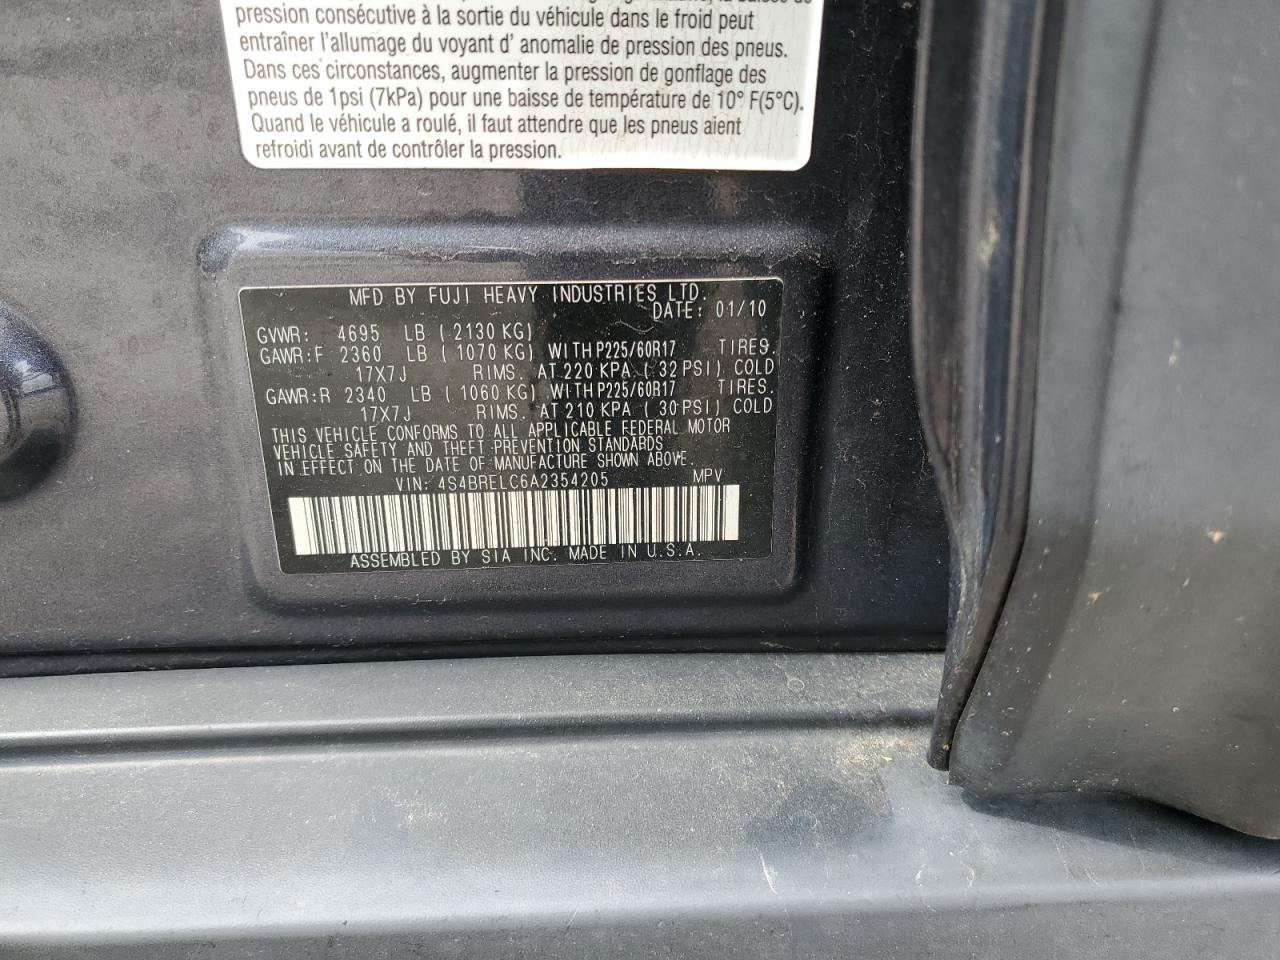 pression consécutive à la sortie du véhicule dans le froid peut
entraîner l'allumage du voyant d' anomalie de pression des pneus.
Dans ces circonstances, augmenter la pression de gonflage des
pneus de 1psi (7kPa) pour une baisse de température de 10° F(5°C).
Quand le véhicule a roulé, il faut attendre que les pneus aient
refroidi avant de contrôler la pression.
MFD BY FUJI HEAVY INDUSTRIES LTD.
DATE: 01/10
GVWR: 4695 LB ( 2130 KG)
GAWR:F 2360 LB ( 1070 KG) WITH P225/60R17 TIRES.
17X7J RIMS. AT 220 KPA ( 32 PSI) COLD
GAWR:R 2340 LB ( 1060 KG) WITH P225/60R17 TIRES.
17X7J RIMS. AT 210 KPA ( 30 PSI) COLD
THIS VEHICLE CONFORMS TO ALL APPLICABLE FEDERAL MOTOR
VEHICLE SAFETY AND THEFT PREVENTION STANDARDS
IN EFFECT ON THE DATE OF MANUFACTURE SHOWN ABOVE.
VIN: 4S4BRELC6A2354205 MPV
ASSEMBLED BY SIA INC. MADE IN U.S.A.